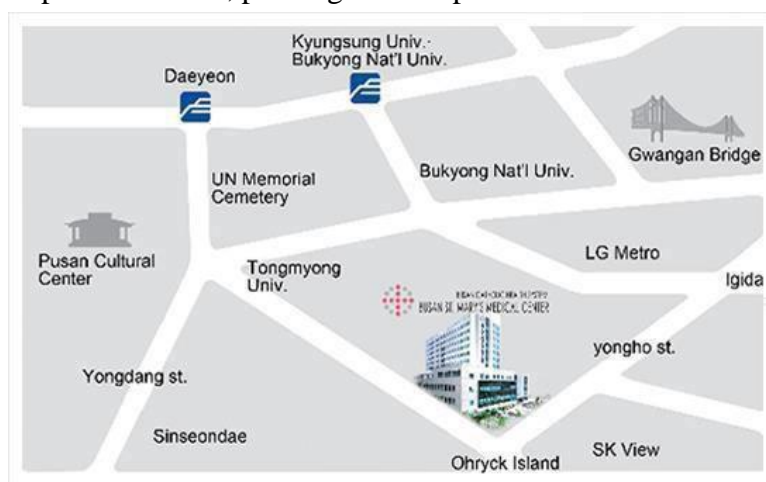 Kyungsung Univ.·
Bukyong Nat'l Univ.
Daeyeon
Gwangan Bridge
UN Memorial
Cemetery
Bukyong Nat'l Univ.
Pusan Cultural
Center
Tongmyong
Univ.
LG Metro
Igida
BUSAN ST. MARY'S MEDICAL CENTER
yongho st.
Yongdang st.
Sinseondae
SK View
Ohryck Island